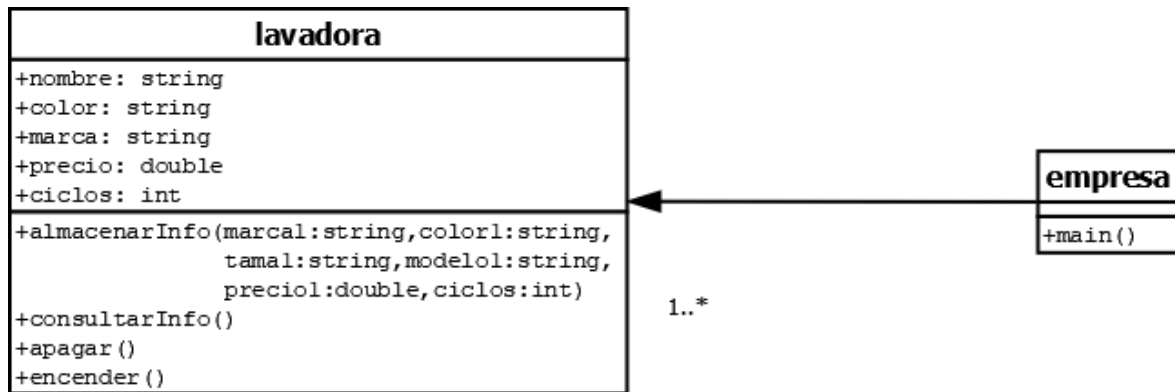 lavadora
+nombre: string
+color: string
+marca: string
+precio: double
+ciclos: int
+almacenarInfo(marcal:string,colorl:string,
tamal:string,modelol:string,
preciol:double,ciclos:int)
+consultarInfo()
+apagar()
+encender()
1..*
empresa
+main()